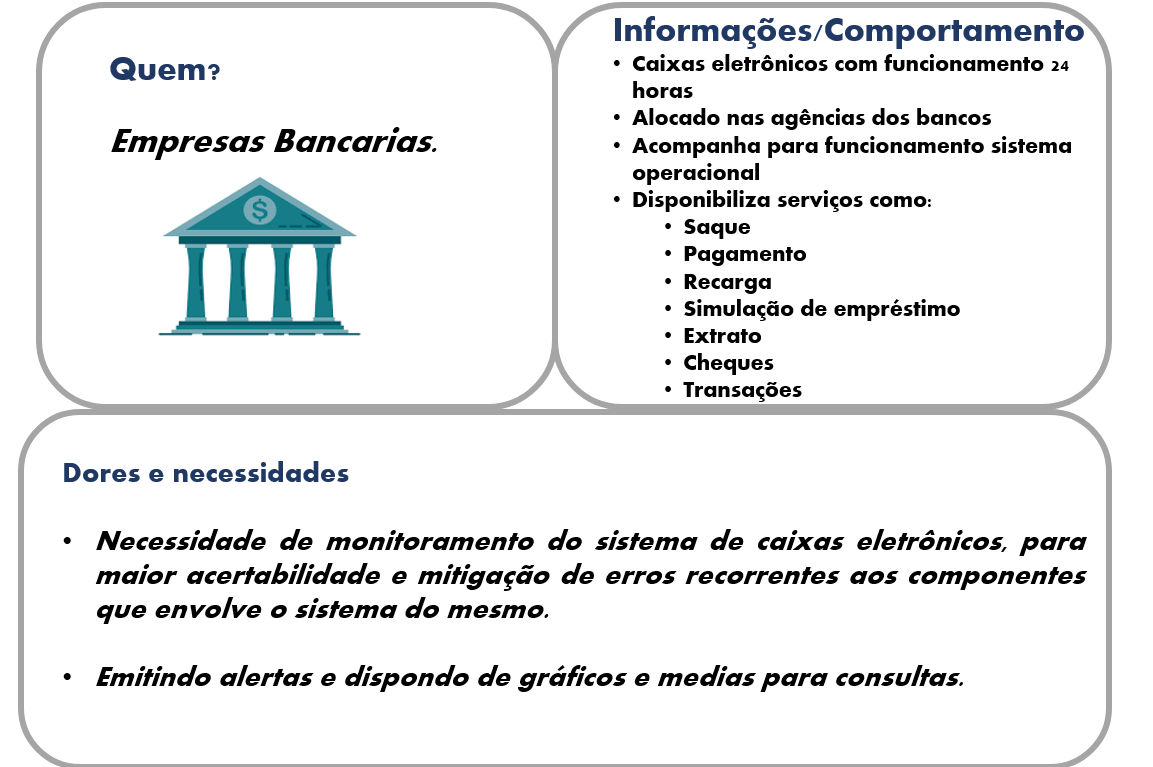 Quem?
Empresas Bancarias.
$
Informações/Comportamento
• Caixas eletrônicos com funcionamento 24
horas
• Alocado nas agências dos bancos
• Acompanha para funcionamento sistema
operacional
• Disponibiliza serviços como:
• Saque
• Pagamento
• Recarga
• Simulação de empréstimo
• Extrato
• Cheques
• Transações
Dores e necessidades
• Necessidade de monitoramento do sistema de caixas eletrônicos, para
maior acertabilidade e mitigação de erros recorrentes aos componentes
que envolve o sistema do mesmo.
• Emitindo alertas e dispondo de gráficos e medias para consultas.